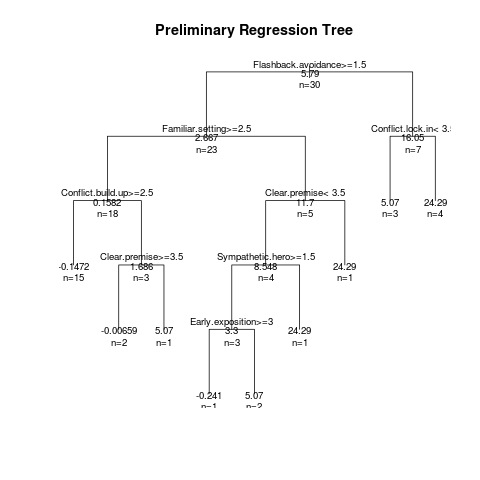 Preliminary Regression Tree
Flashback.avoidance>=1.5
5.79
n=30
Familiar.setting>=2.5
2.667
n=23
Conflict.lock.in< 3.
16.05
n=7
Conflict.build.up>=2.5
0.1582
n=18
Clear.premise< 3.5
11.7
n=5
5.07
n=3
24.29
n=4
-0.1472
n=15
Clear.premise>=3.5
1.686
n=3
Sympathetic.hero>=1.5
8.548
n=4
24.29
n=1
-0.00659
n=2
5.07
n=1
Early.exposition>=3
3.3
n=3
24.29
n=1
-0.241
n=1
5.07
n=2